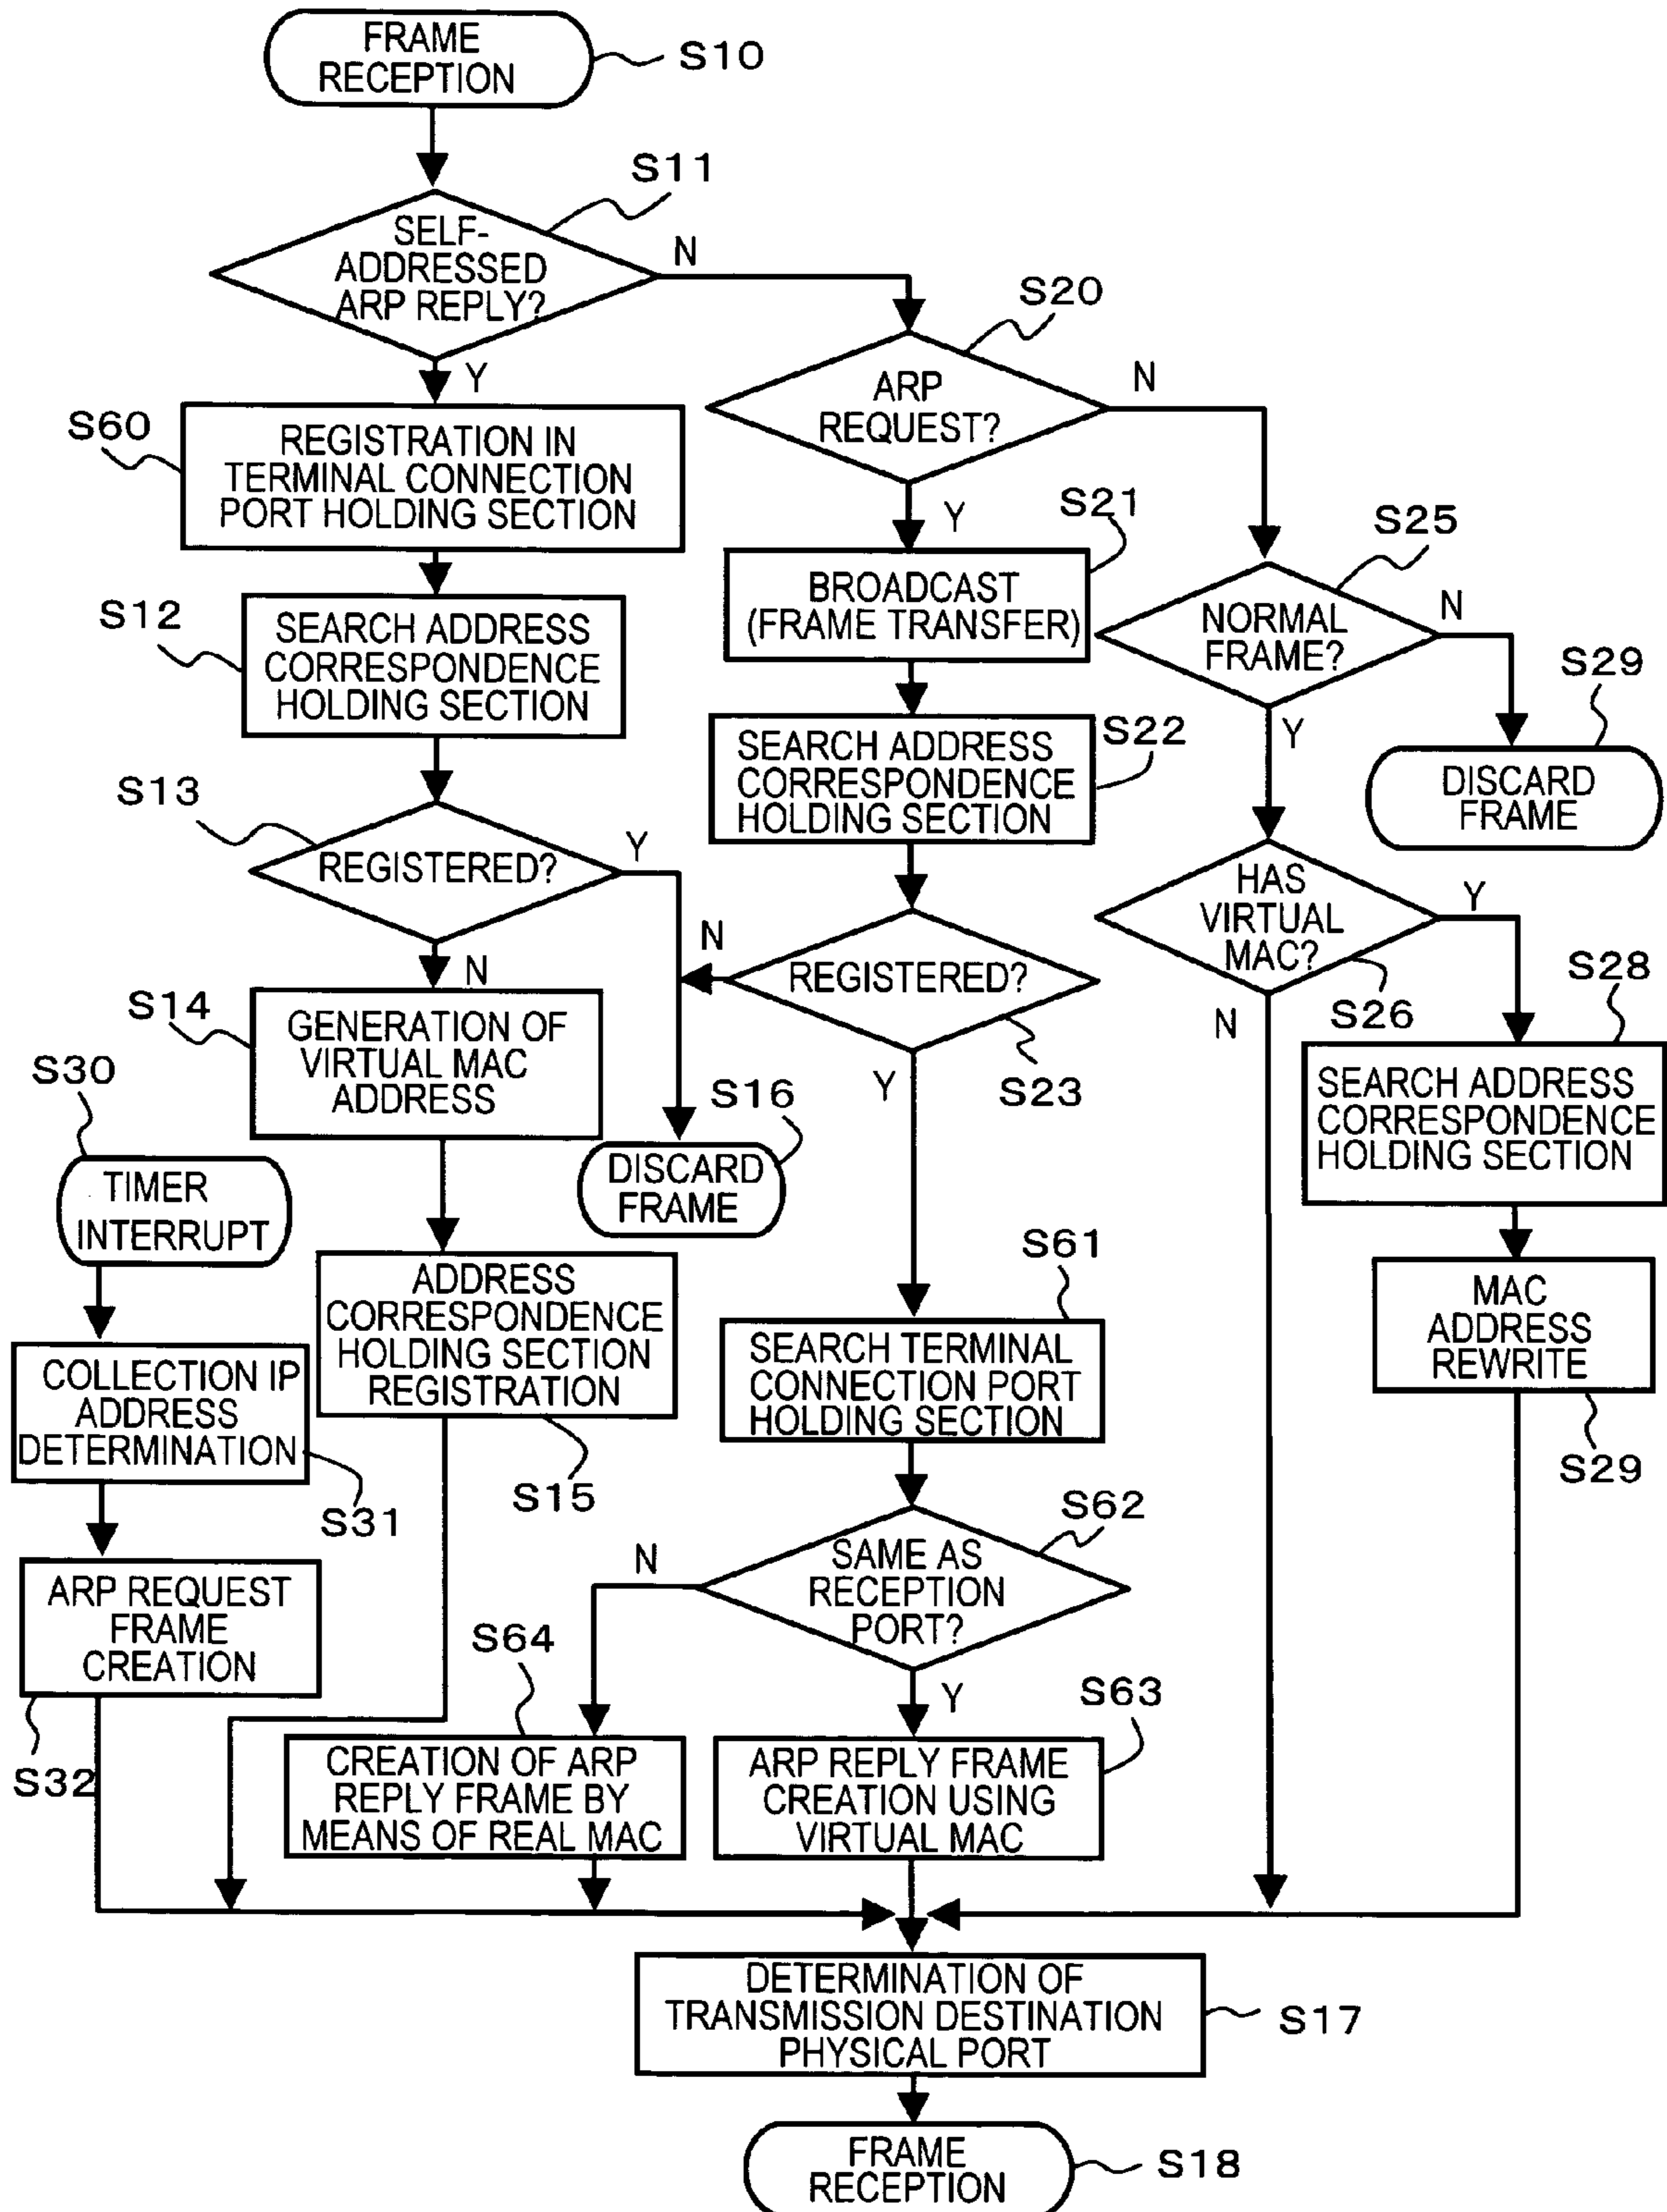 FRAME
RECEPTION
S10
S11
SELF-
ADDRESSED
ARP REPLY?
N
Y
S20
ARP
REQUEST?
N
Y
S60
REGISTRATION IN
TERMINAL CONNECTION
PORT HOLDING SECTION
S21
BROADCAST
(FRAME TRANSFER)
S25
NORMAL
FRAME?
N
Y
S29
DISCARD
FRAME
S12
SEARCH ADDRESS
CORRESPONDENCE
HOLDING SECTION
S22
SEARCH ADDRESS
CORRESPONDENCE
HOLDING SECTION
S13
REGISTERED?
Y
N
N
REGISTERED?
S23
Y
HAS
VIRTUAL
MAC?
Y
N
S26
S28
SEARCH ADDRESS
CORRESPONDENCE
HOLDING SECTION
S14
GENERATION OF
VIRTUAL MAC
ADDRESS
S16
DISCARD
FRAME
S30
TIMER
INTERRUPT
ADDRESS
CORRESPONDENCE
HOLDING SECTION
REGISTRATION
S15
S61
SEARCH TERMINAL
CONNECTION PORT
HOLDING SECTION
MAC
ADDRESS
REWRITE
S29
COLLECTION IP
ADDRESS
DETERMINATION
S31
S62
SAME AS
RECEPTION
PORT?
N
Y
ARP REQUEST
FRAME
CREATION
S32
S64
CREATION OF ARP
REPLY FRAME BY
MEANS OF REAL MAC
S63
ARP REPLY FRAME
CREATION USING
VIRTUAL MAC
DETERMINATION OF
TRANSMISSION DESTINATION
PHYSICAL PORT
S17
FRAME
RECEPTION
S18